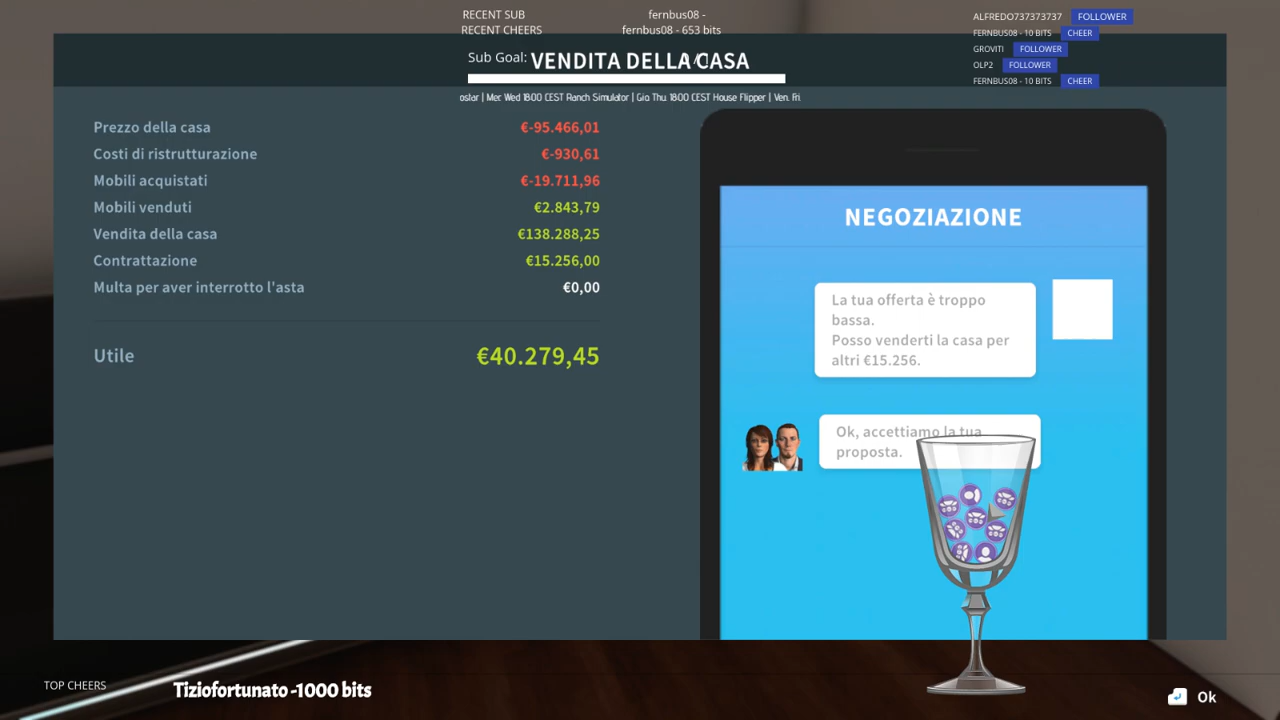 RECENT SUB
fernbus08 -
RECENT CHEERS
fernbus08 - 653 bits
ALFREDO737373737 FOLLOWER
FERNBUS08 - 10 BITS CHEER
GROVITI FOLLOWER
OLP2 FOLLOWER
FERNBUS08 - 10 BITS CHEER
Sub Goal:
VENDITA DELLA CASA
ostar | Mer. Wed 18:00 CEST Ranch Simulator | Gio. Thu. 18:00 CEST House Flipper | Ven. Fri.
Prezzo della casa €-95.466,01
Costi di ristrutturazione €-930,61
Mobili acquistati €-19.711,96
Mobili venduti €2.843,79
Vendita della casa €138.288,25
Contrattazione €15.256,00
Multa per aver interrotto l'asta €0,00
Utile €40.279,45
NEGOZIAZIONE
La tua offerta è troppo
bassa.
Posso venderti la casa per
altri €15.256.
Ok, accettiamo la tua
proposta.
TOP CHEERS
Tiziofortunato -1000 bits
Ok